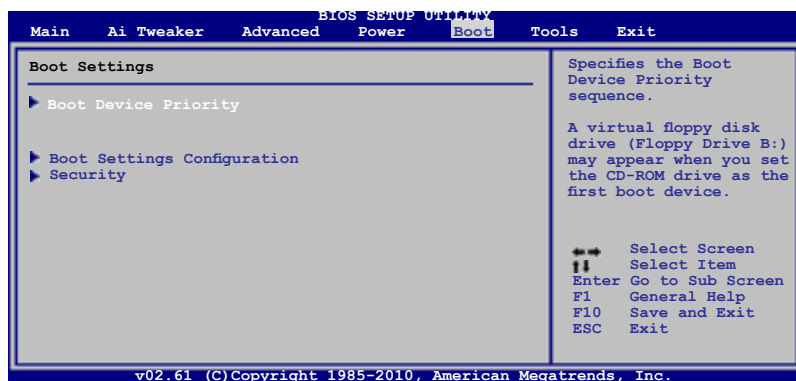 BIOS SETUP UTILITY
Main Ai Tweaker Advanced Power Boot Tools Exit
Boot Settings
Boot Device Priority
Boot Settings Configuration
Security
Specifies the Boot
Device Priority
sequence.
A virtual floppy disk
drive (Floppy Drive B:)
may appear when you set
the CD-ROM drive as the
first boot device.
Select Screen
Select Item
Enter Go to Sub Screen
F1 General Help
F10 Save and Exit
ESC Exit
v02.61 (C)Copyright 1985-2010, American Megatrends, Inc.